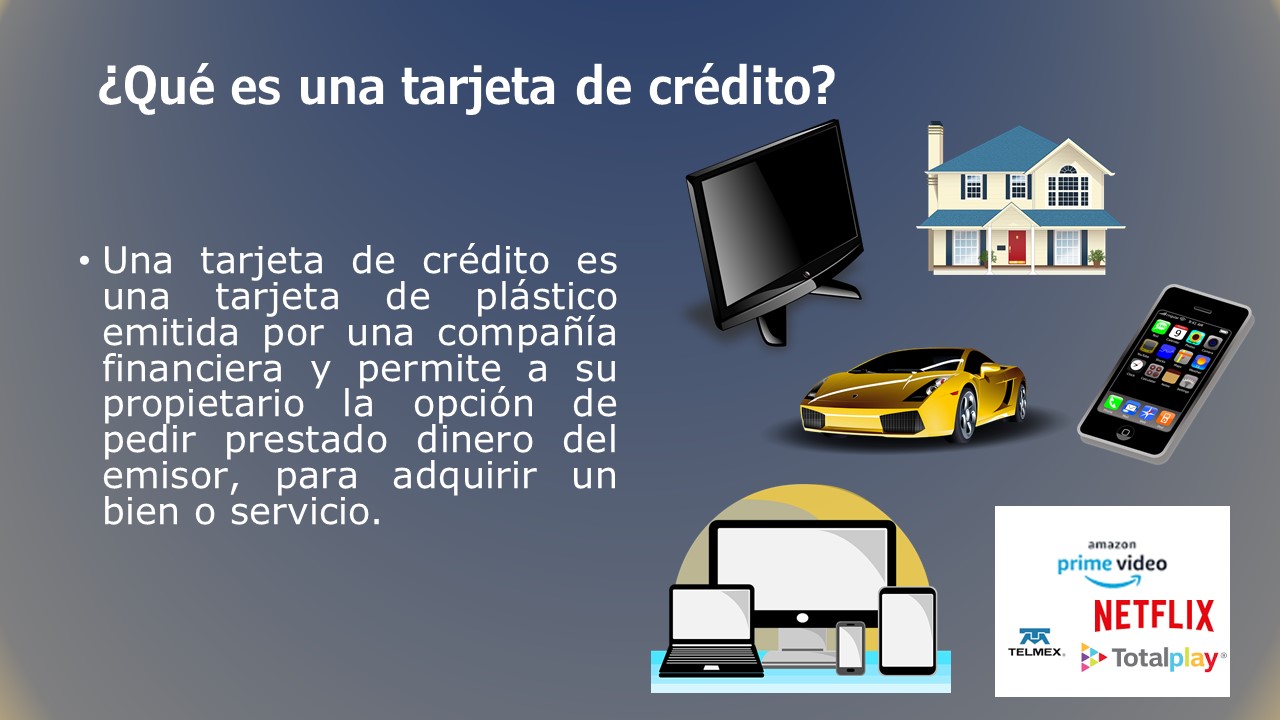 ¿Qué es una tarjeta de crédito?
• Una tarjeta de crédito es
una tarjeta de plástico
emitida por una compañía
financiera y permite a su
propietario la opción de
pedir prestado dinero del
emisor, para adquirir un
bien o servicio.
amazon
prime video
NETFLIX
TELMEX
Totalplay